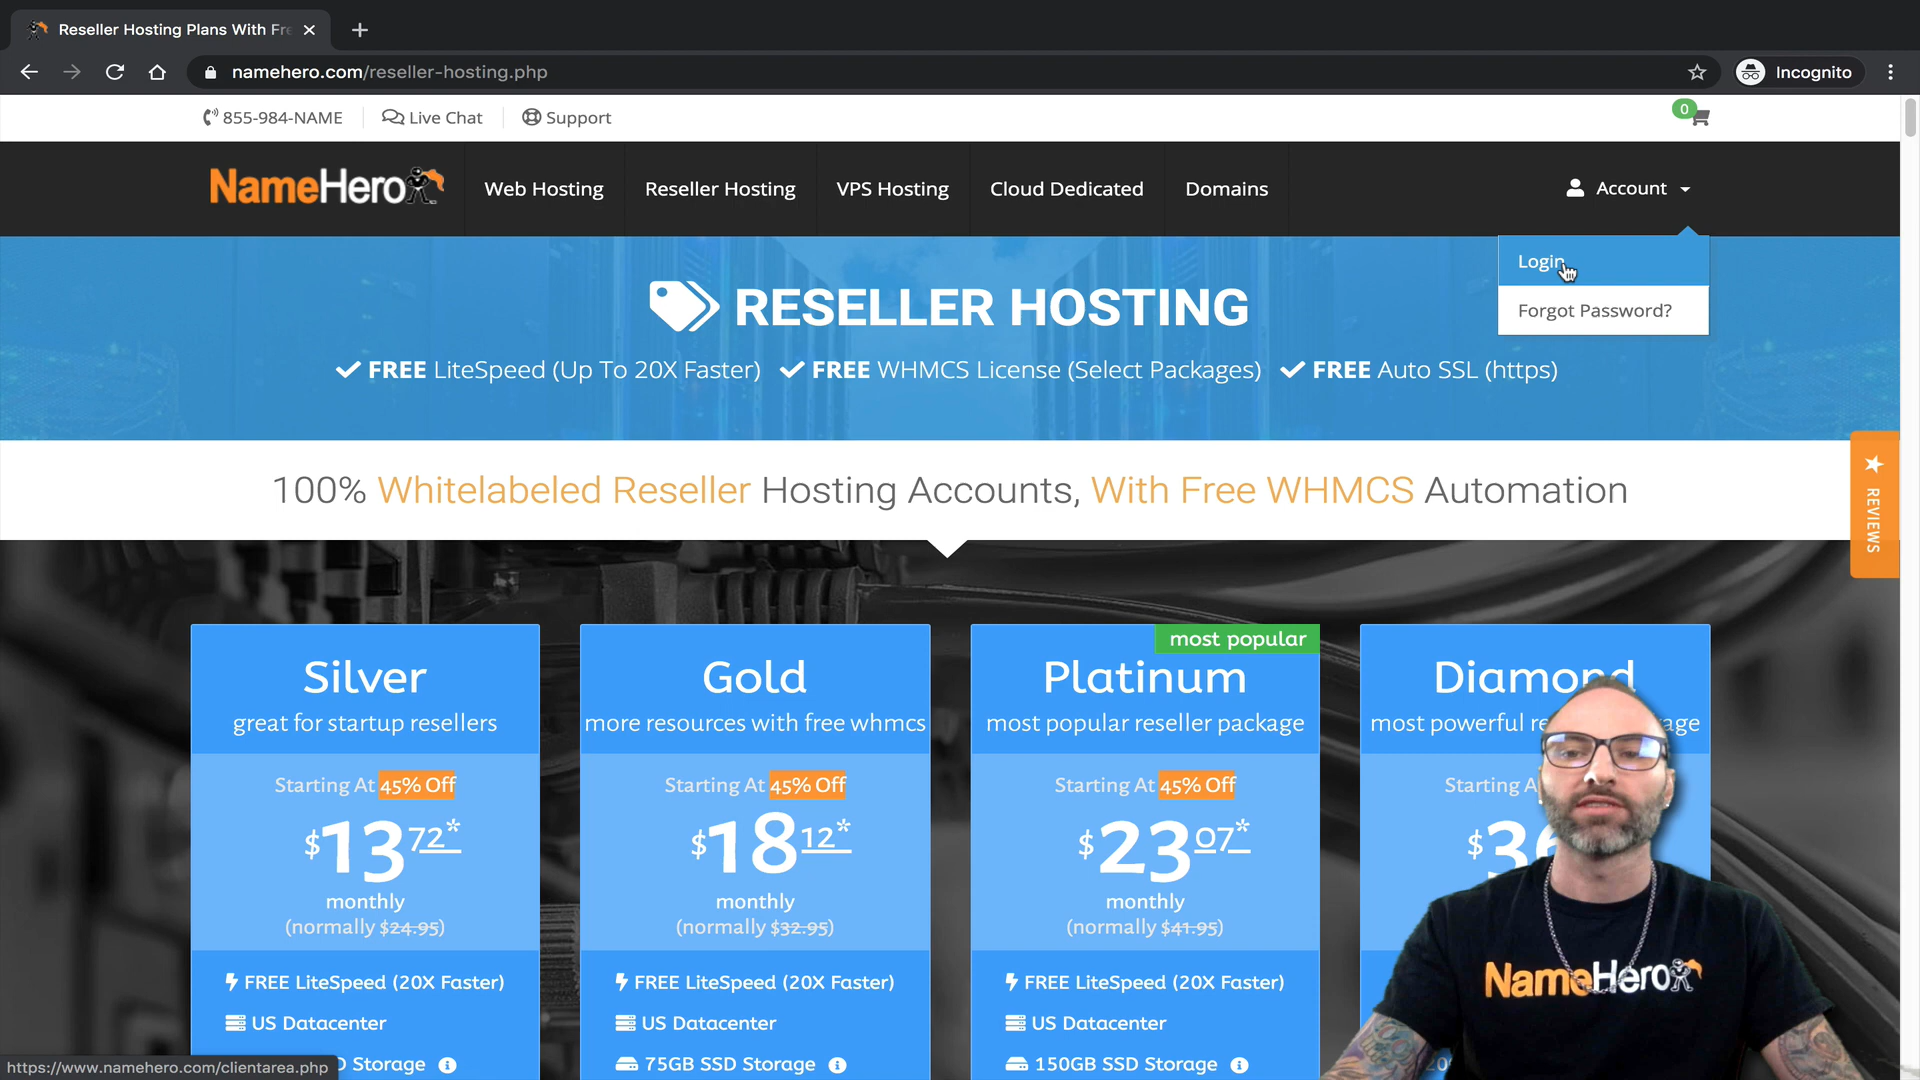 Reseller Hosting Plans With Fre
namehero.com/reseller-hosting.php
Incognito
855-984-NAME
Live Chat
Support
0
NameHero
Web Hosting
Reseller Hosting
VPS Hosting
Cloud Dedicated
Domains
Account
Login
Forgot Password?
RESELLER HOSTING
FREE LiteSpeed (Up To 20X Faster) FREE WHMCS License (Select Packages) FREE Auto SSL (https)
100% Whitelabeled Reseller Hosting Accounts, With Free WHMCS Automation
REVIEWS
Silver
great for startup resellers
Starting At 45% Off
$13 72*
monthly
(normally $24.95)
FREE LiteSpeed (20X Faster)
US Datacenter
D Storage
Gold
more resources with free whmcs
Starting At 45% Off
$18 12*
monthly
(normally $32.95)
FREE LiteSpeed (20X Faster)
US Datacenter
75GB SSD Storage
most popular
Platinum
most popular reseller package
Starting At 45% Off
$23 07*
monthly
(normally $41.95)
FREE LiteSpeed (20X Faster)
US Datacenter
150GB SSD Storage
Diamond
most powerful re age
Starting A
$36
NameHero
https://www.namehero.com/clientarea.php